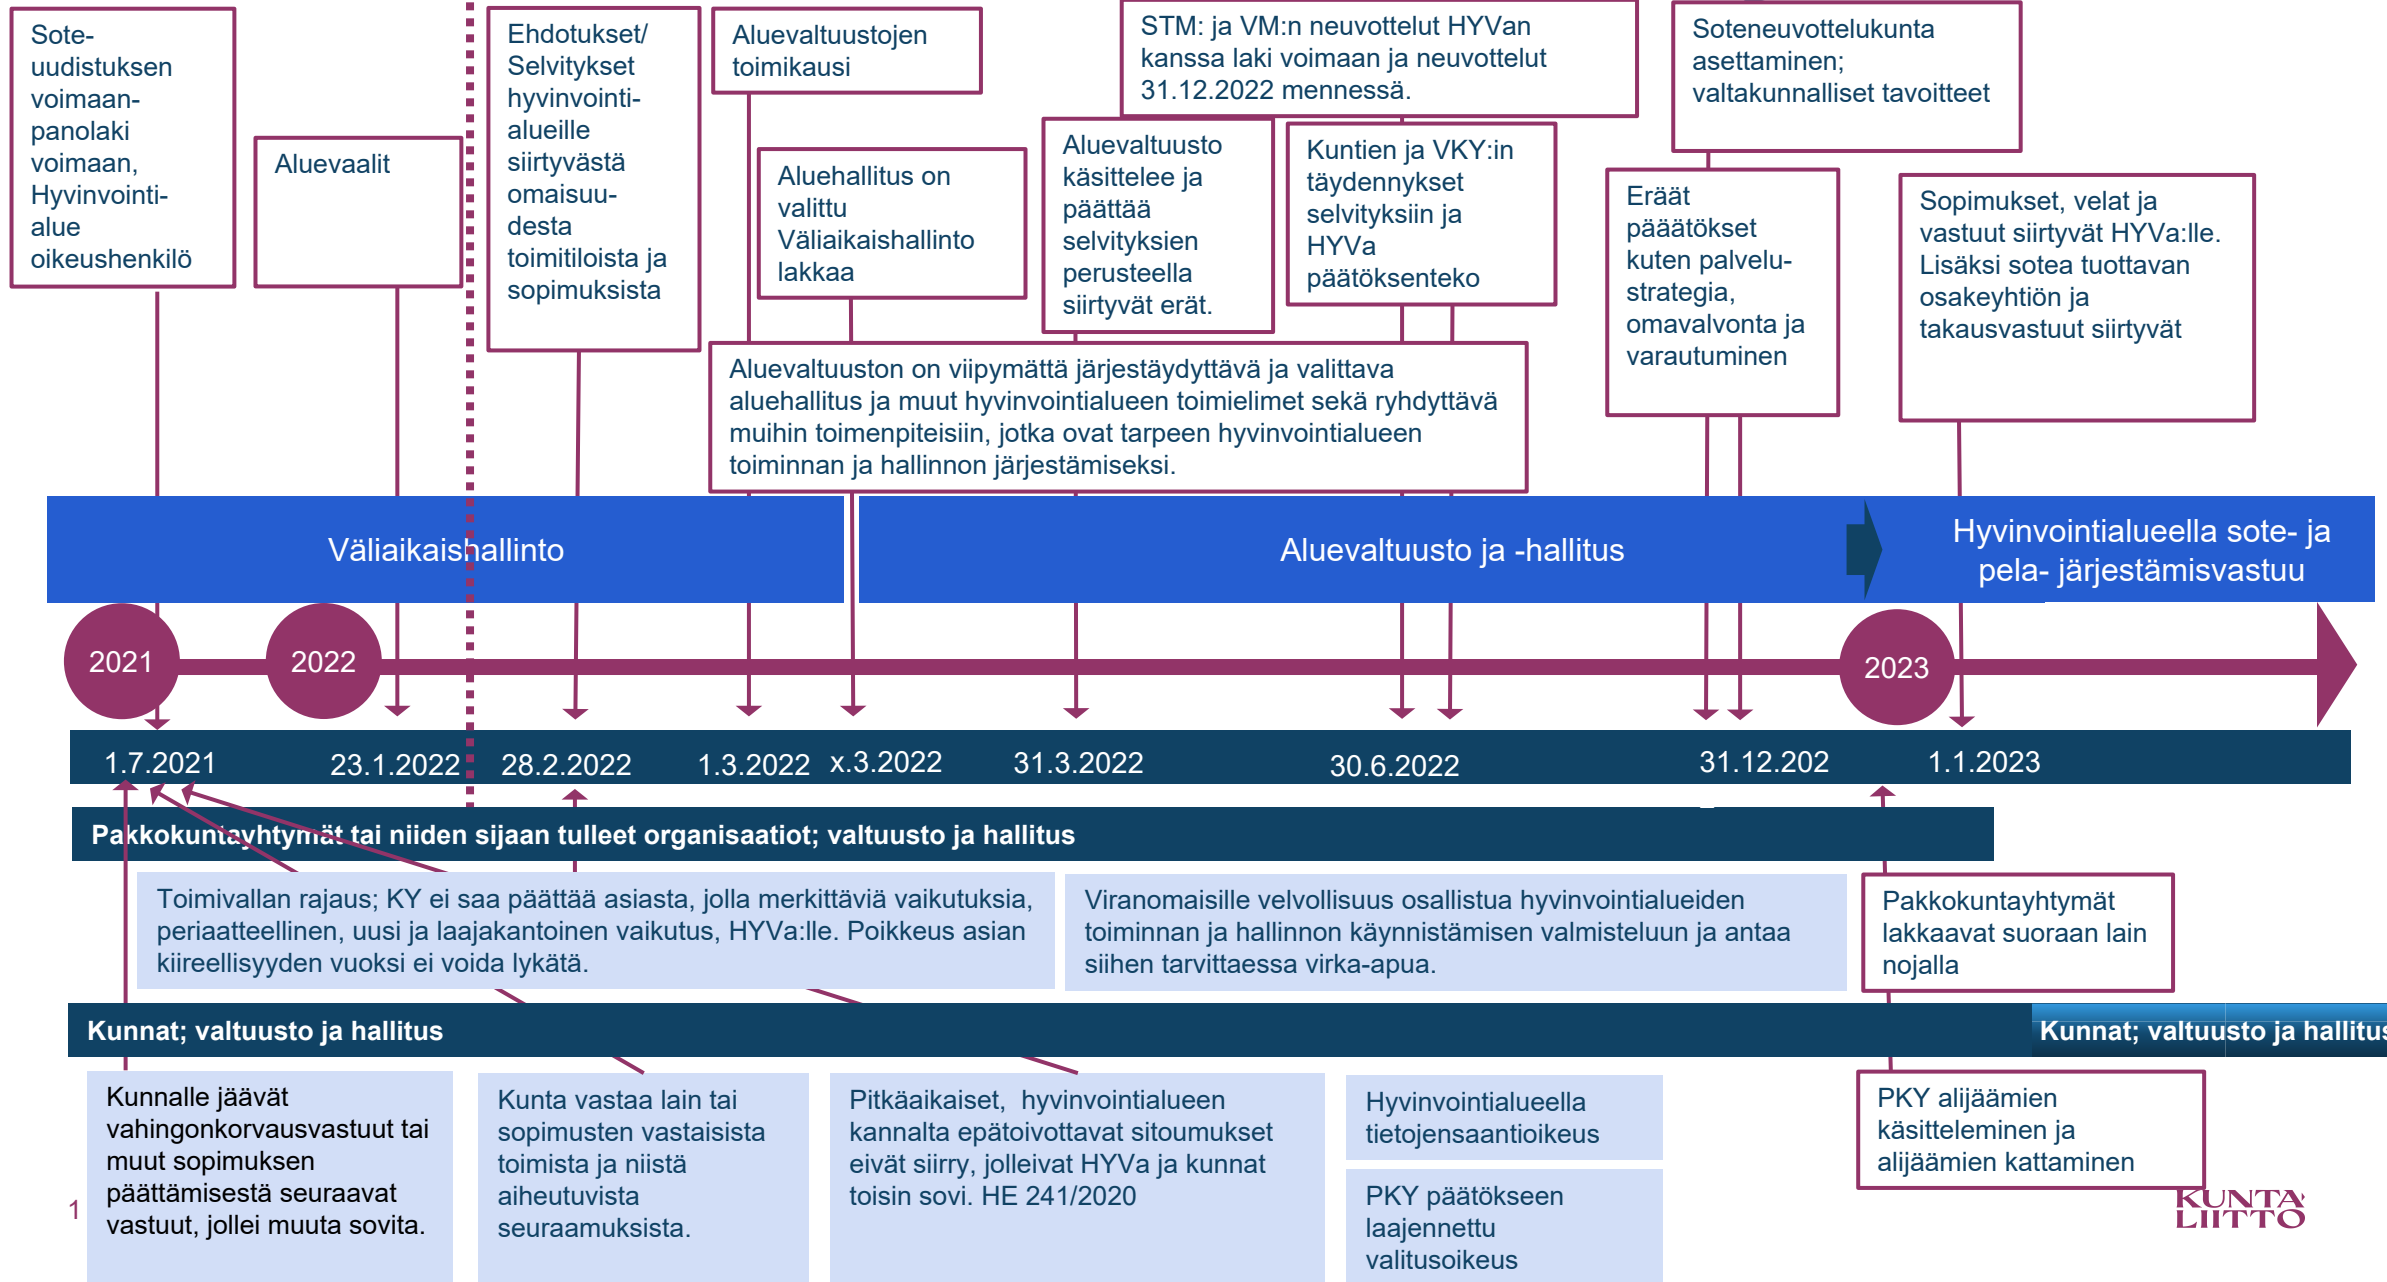 Sote-
uudistuksen
voimaan-
panolaki
voimaan,
Hyvinvointi-
alue
oikeushenkilö
Aluevaalit
Ehdotukset/
Selvitykset
hyvinvointi-
alueille
siirtyvästä
omaisuu-
desta
toimitiloista ja
sopimuksista
Aluevaltuustojen
toimikausi
Aluehallitus on
valittu
Väliaikaishallinto
lakkaa
STM: ja VM:n neuvottelut HYVan
kanssa laki voimaan ja neuvottelut
31.12.2022 mennessä.
Aluevaltuusto
käsittelee ja
päättää
selvityksien
perusteella
siirtyvät erät.
Kuntien ja VKY:in
täydennykset
selvityksiin ja
HYVa
päätöksenteko
Soteneuvottelukunta
asettaminen;
valtakunnalliset tavoitteet
Eräät
pääätökset
kuten palvelu-
strategia,
omavalvonta ja
varautuminen
Sopimukset, velat ja
vastuut siirtyvät HYVa:lle.
Lisäksi sotea tuottavan
osakeyhtiön ja
takausvastuut siirtyvät
Aluevaltuuston on viipymättä järjestäydyttävä ja valittava
aluehallitus ja muut hyvinvointialueen toimielimet sekä ryhdyttävä
muihin toimenpiteisiin, jotka ovat tarpeen hyvinvointialueen
toiminnan ja hallinnon järjestämiseksi.
Väliaikaishallinto
Aluevaltuusto ja -hallitus
Hyvinvointialueella sote- ja
pela- järjestämisvastuu
2021
2022
2023
1.7.2021
23.1.2022
28.2.2022
1.3.2022
x.3.2022
31.3.2022
30.6.2022
31.12.202
1.1.2023
Pakkokuntayhtymät tai niiden sijaan tulleet organisaatiot; valtuusto ja hallitus
Toimivallan rajaus; KY ei saa päättää asiasta, jolla merkittäviä vaikutuksia,
periaatteellinen, uusi ja laajakantoinen vaikutus, HYVa:lle. Poikkeus asian
kiireellisyyden vuoksi ei voida lykätä.
Viranomaisille velvollisuus osallistua hyvinvointialueiden
toiminnan ja hallinnon käynnistämisen valmisteluun ja antaa
siihen tarvittaessa virka-apua.
Pakkokuntayhtymät
lakkaavat suoraan lain
nojalla
Kunnat; valtuusto ja hallitus
Kunnat; valtuusto ja hallitus
Kunnalle jäävät
vahingonkorvausvastuut tai
muut sopimuksen
päättämisestä seuraavat
vastuut, jollei muuta sovita.
Kunta vastaa lain tai
sopimusten vastaisista
toimista ja niistä
aiheutuvista
seuraamuksista.
Pitkäaikaiset,  hyvinvointialueen
kannalta epätoivottavat sitoumukset
eivät siirry, jolleivat HYVa ja kunnat
toisin sovi. HE 241/2020
Hyvinvointialueella
tietojensaantioikeus
PKY päätökseen
laajennettu
valitusoikeus
PKY alijäämien
käsitteleminen ja
alijäämien kattaminen
1
KUNTA
LIITTO